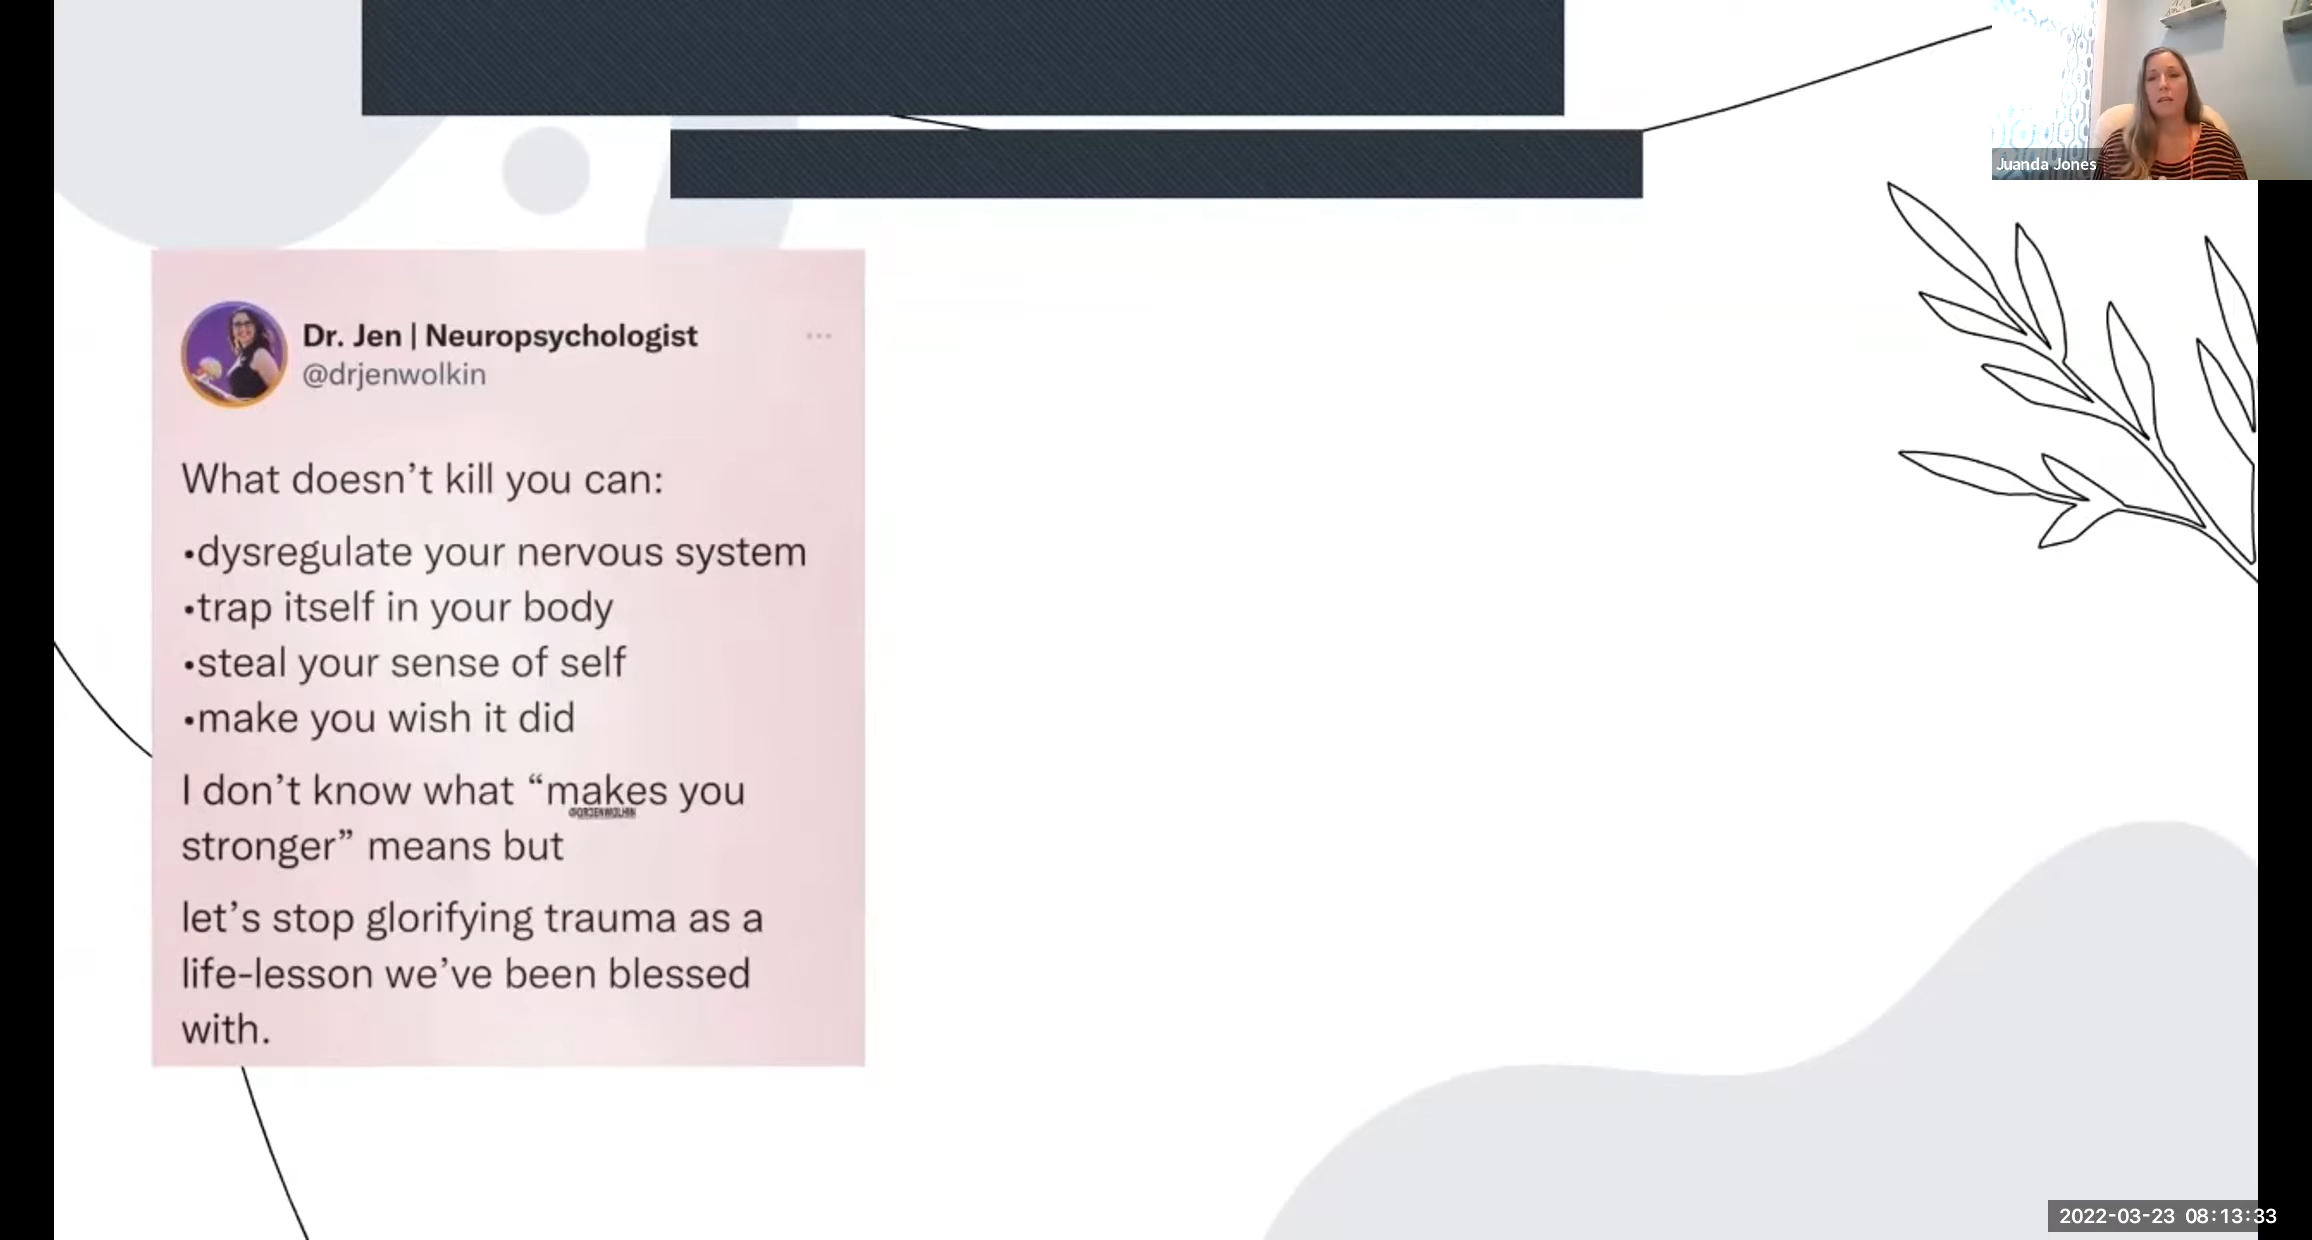 Juanda Jones
Dr. Jen | Neuropsychologist
@drjenwolkin
What doesn’t kill you can:
•dysregulate your nervous system
•trap itself in your body
•steal your sense of self
•make you wish it did
I don’t know what “makes you
@DRJENWOLKIN
stronger” means but
let’s stop glorifying trauma as a
life-lesson we’ve been blessed
with.
2022-03-23 08:13:33